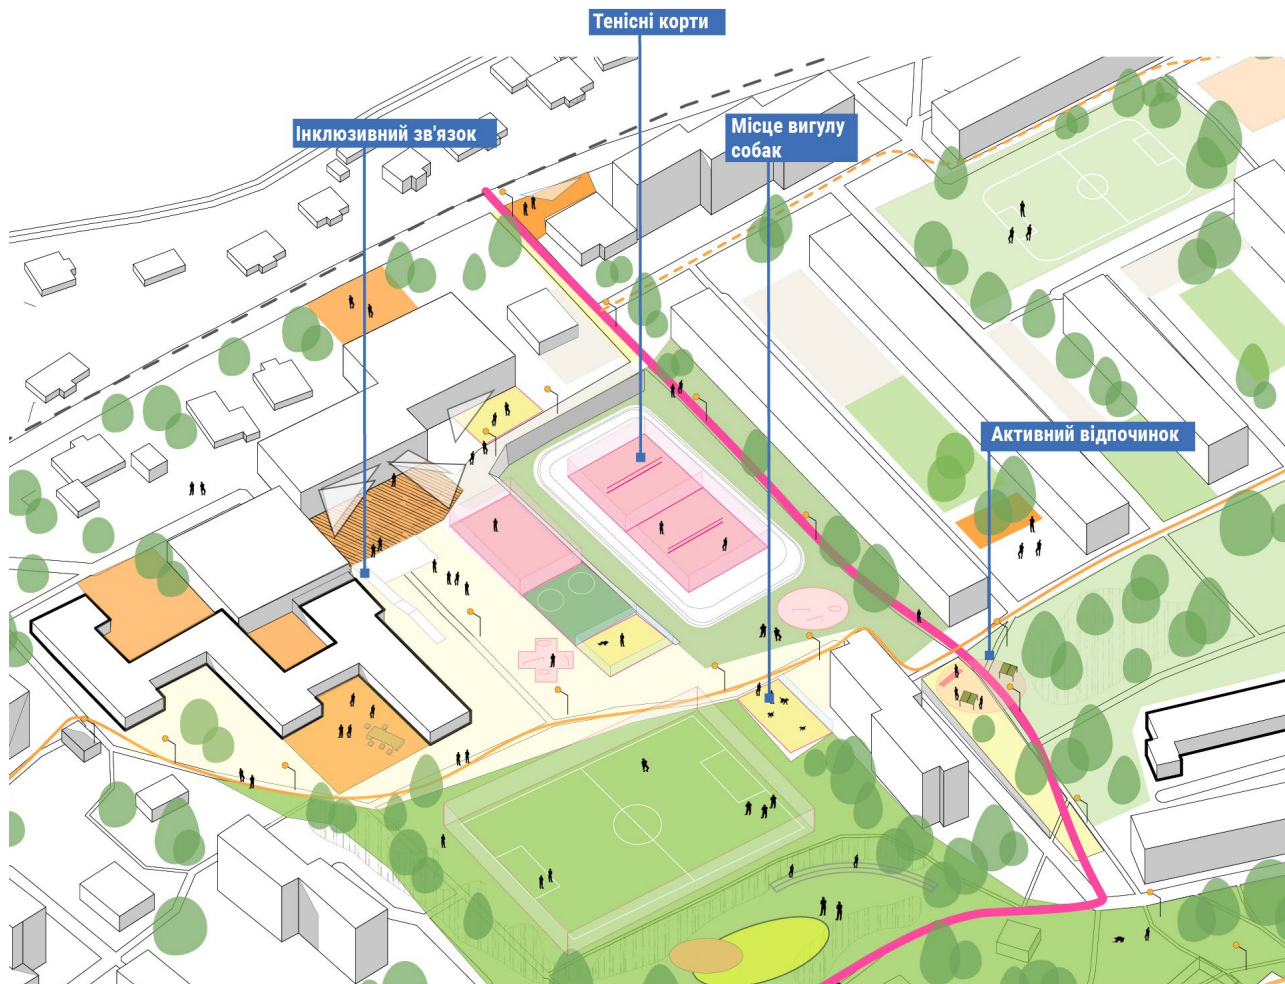 Тенісні корти
Інклюзивний зв'язок
Місце вигулу
собак
Активний відпочинок